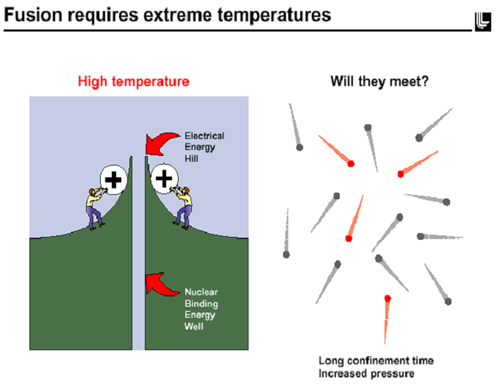 Fusion requires extreme temperatures
High temperature
Electrical
Energy
Hill
+
+
Nuclear
Binding
Energy
Well
Will they meet?
Long confinement time
Increased pressure